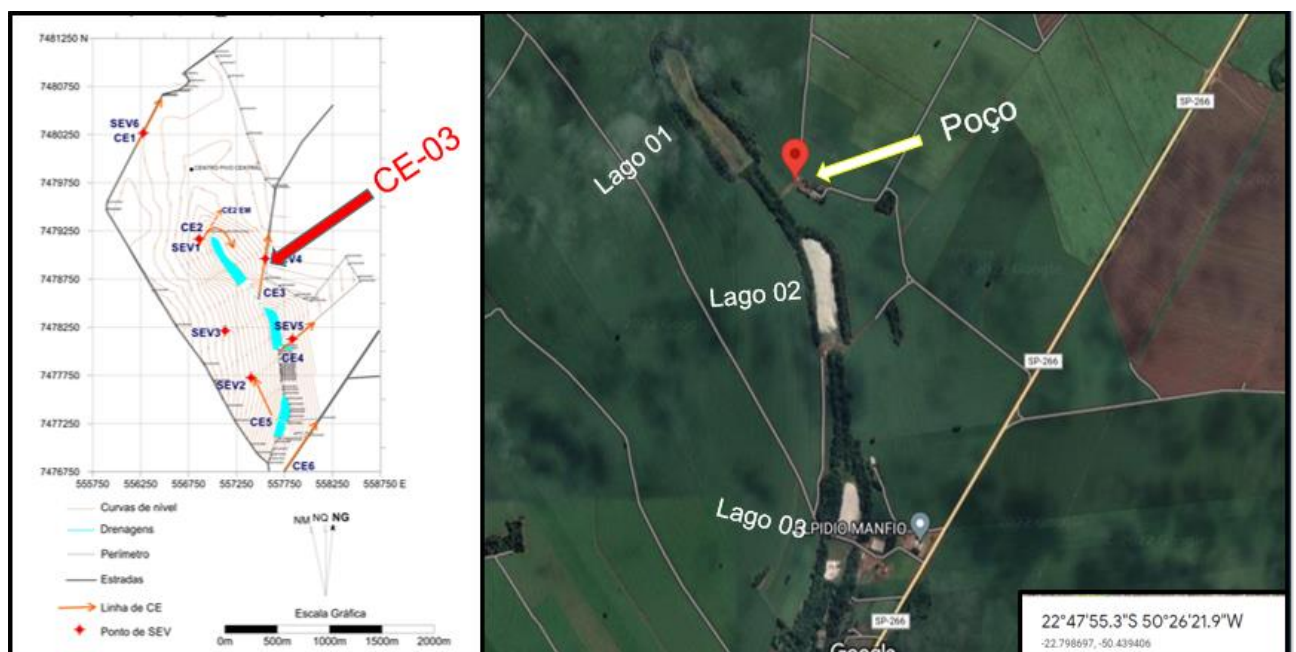 7481250 N
7480750
7480250
7479750
7479250
7478750
7478250
7477750
7477250
7476750
555750 556250 556750 557250 557750 558250 558750 E
SEV6
CE1
CENTRO PIVO CENTRAL
CE2 EM
CE2
SEV1
CE-03
CE3
SEV3
SEV5
CE4
SEV2
CE5
CE6
Curvas de nível
Drenagens
Perímetro
Estradas
Linha de CE
Ponto de SEV
NM NQ NG
Escala Gráfica
0m 500m 1000m 1500m 2000m
SP-266
Poço
Lago 01
Lago 02
SP-266
Lago 03
LPIDIO MANFIO
SP-266
Google
22°47'55.3"S 50°26'21.9"W
-22.798697, -50.439406